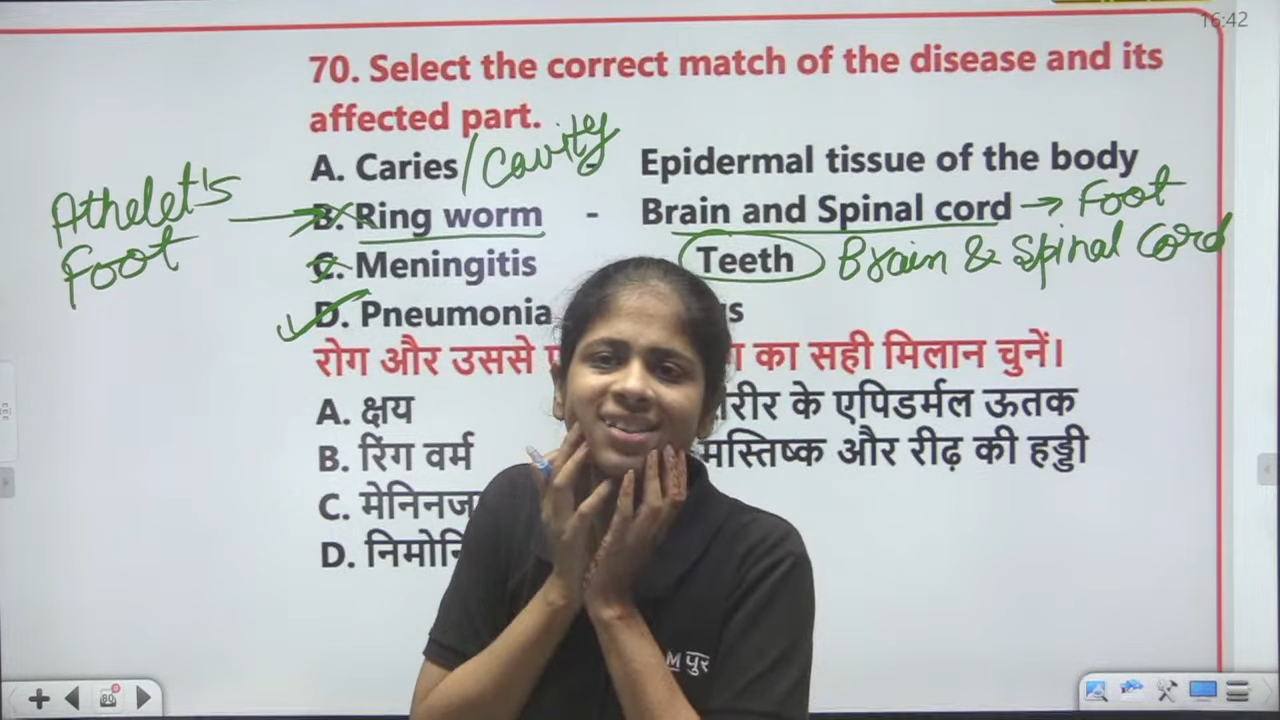 16:42
70. Select the correct match of the disease and its
affected part.
A. Caries / Cavity - Epidermal tissue of the body
Athelet's Foot → B. Ring worm - Brain and Spinal cord → Foot
C. Meningitis Teeth Brain & Spinal Cord
D. Pneumonia
रोग और उससे का सही मिलान चुनें।
A. क्षय शरीर के एपिडर्मल ऊतक
B. रिंग वर्म मस्तिष्क और रीढ़ की हड्डी
C.
D.
80
M पुर